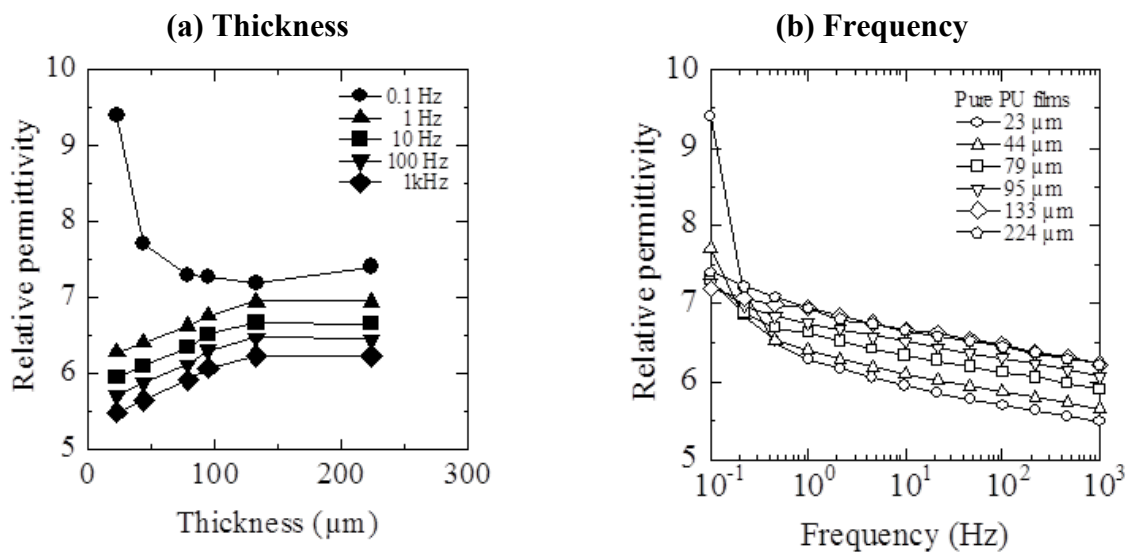 (a) Thickness
10
9
8
7
6
5
0
100
200
300
Relative permittivity
Thickness (µm)
0.1 Hz
1 Hz
10 Hz
100 Hz
1kHz
(b) Frequency
10
9
8
7
6
5
10⁻¹
10⁰
10¹
10²
10³
Relative permittivity
Frequency (Hz)
Pure PU films
23 µm
44 µm
79 µm
95 µm
133 µm
224 µm